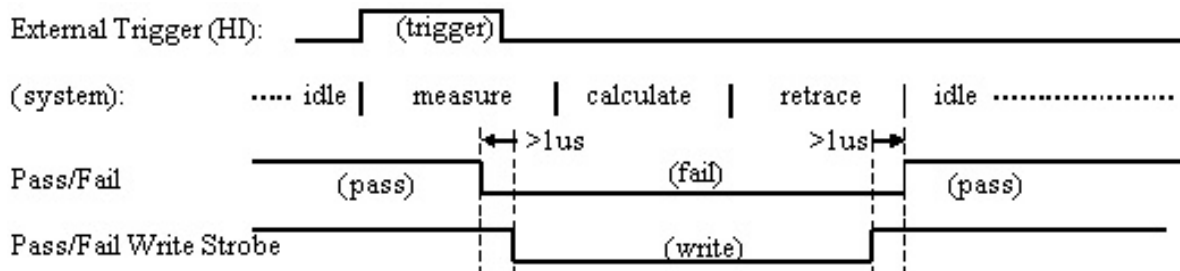 External Trigger (HI): (trigger)
(system): idle measure calculate retrace idle
>1us >1us
Pass/Fail (pass) (fail) (pass)
Pass/Fail Write Strobe (write)